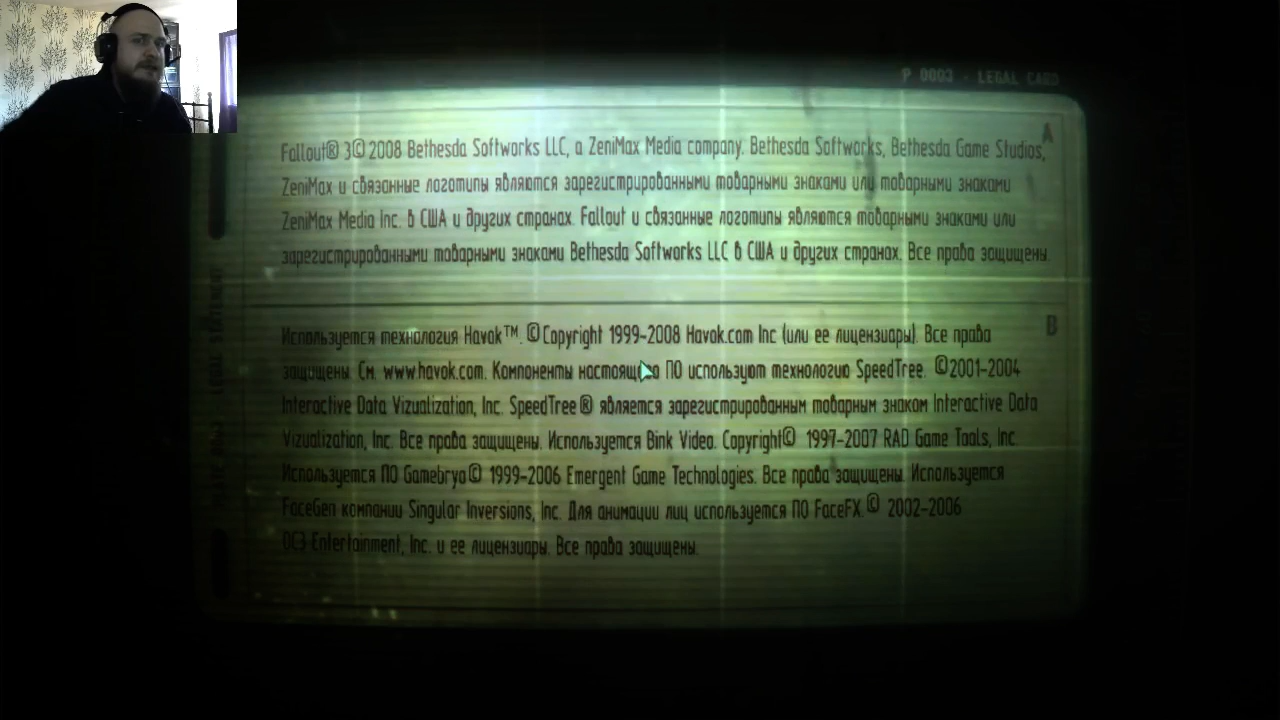 P 0003 - LEGAL CARD
A
Fallout® 3© 2008 Bethesda Softworks LLC, a ZeniMax Media company. Bethesda Softworks, Bethesda Game Studios,
ZeniMax и связанные логотипы являются зарегистрированными товарными знаками или товарными знаками
ZeniMax Media Inc. в США и других странах. Fallout и связанные логотипы являются товарными знаками или
зарегистрированными товарными знаками Bethesda Softworks LLC в США и других странах. Все права защищены.
B
Используется технология Havok™. ©Copyright 1999-2008 Havok.com Inc (или ее лицензиары). Все права
защищены. См. www.havok.com. Компоненты настоящего ПО используют технологию SpeedTree. ©2001-2004
Interactive Data Vizualization, Inc. SpeedTree® является зарегистрированным товарным знаком Interactive Data
Vizualization, Inc. Все права защищены. Используется Bink Video. Copyright© 1997-2007 RAD Game Tools, Inc.
Используется ПО Gamebryo© 1999-2006 Emergent Game Technologies. Все права защищены. Используется
FaceGen компании Singular Inversions, Inc. Для анимации лиц используется ПО FaceFX.© 2002-2006
OC3 Entertainment, Inc. и ее лицензиары. Все права защищены.